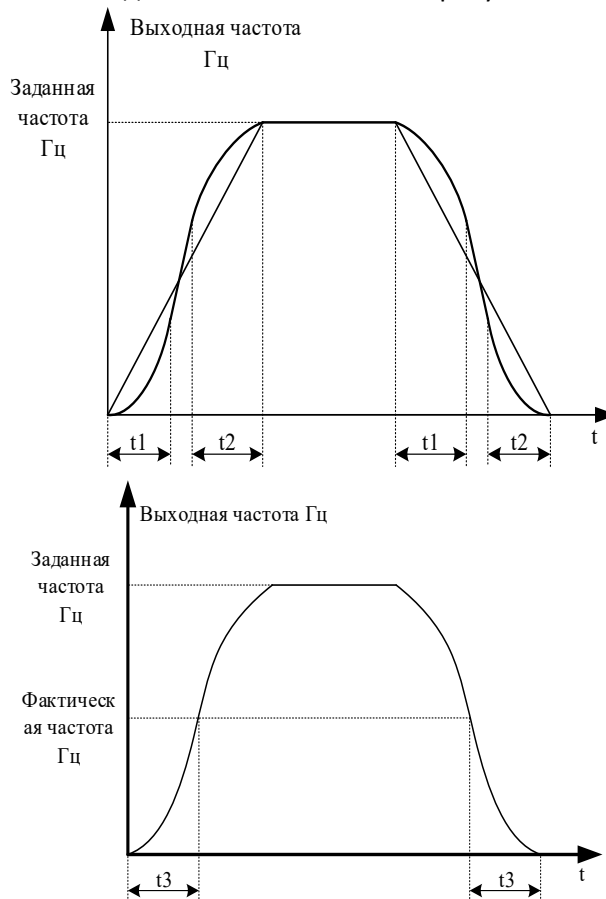 Выходная частота
Гц
Заданная
частота
Гц
t
t1
t2
t1
t2
Выходная частота Гц
Заданная
частота
Гц
Фактическ
ая частота
Гц
t
t3
t3